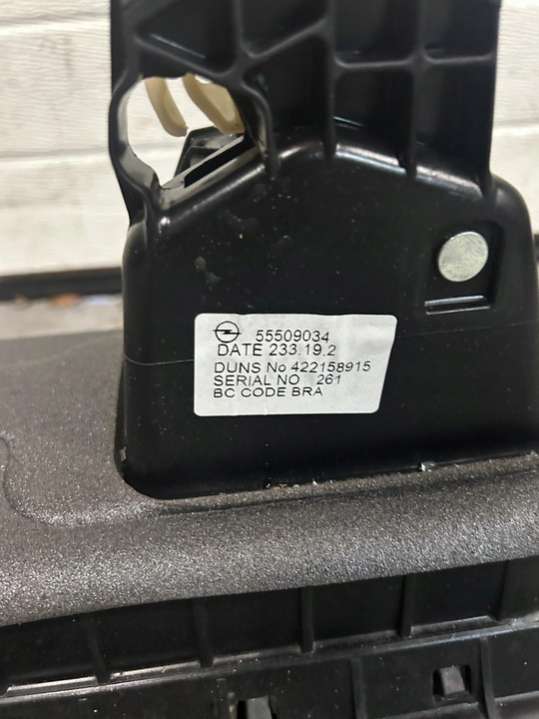 55509034
DATE 233.19.2
DUNS No 422158915
SERIAL NO 261
BC CODE BRA